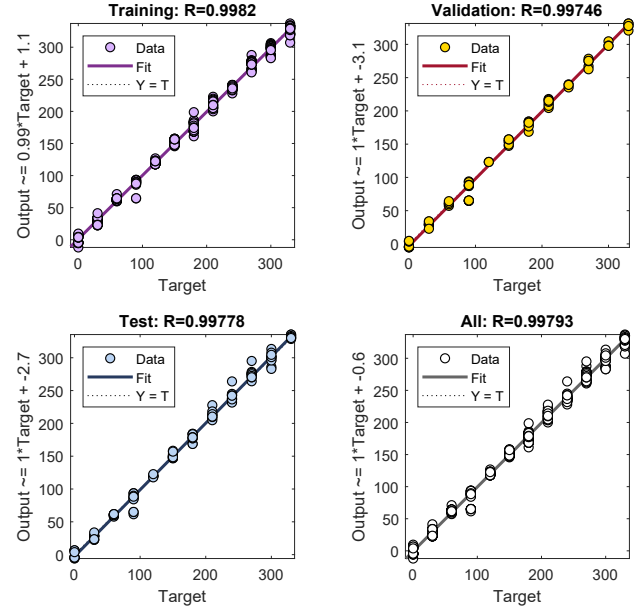 Training: R=0.9982
Output ~= 0.99*Target + 1.1
300
250
200
150
100
50
0
Data
Fit
Y = T
0
100
200
300
Target
Validation: R=0.99746
Output ~= 1*Target + -3.1
300
250
200
150
100
50
0
Data
Fit
Y = T
0
100
200
300
Target
Test: R=0.99778
Output ~= 1*Target + -2.7
300
250
200
150
100
50
0
Data
Fit
Y = T
0
100
200
300
Target
All: R=0.99793
Output ~= 1*Target + -0.6
300
250
200
150
100
50
0
Data
Fit
Y = T
0
100
200
300
Target